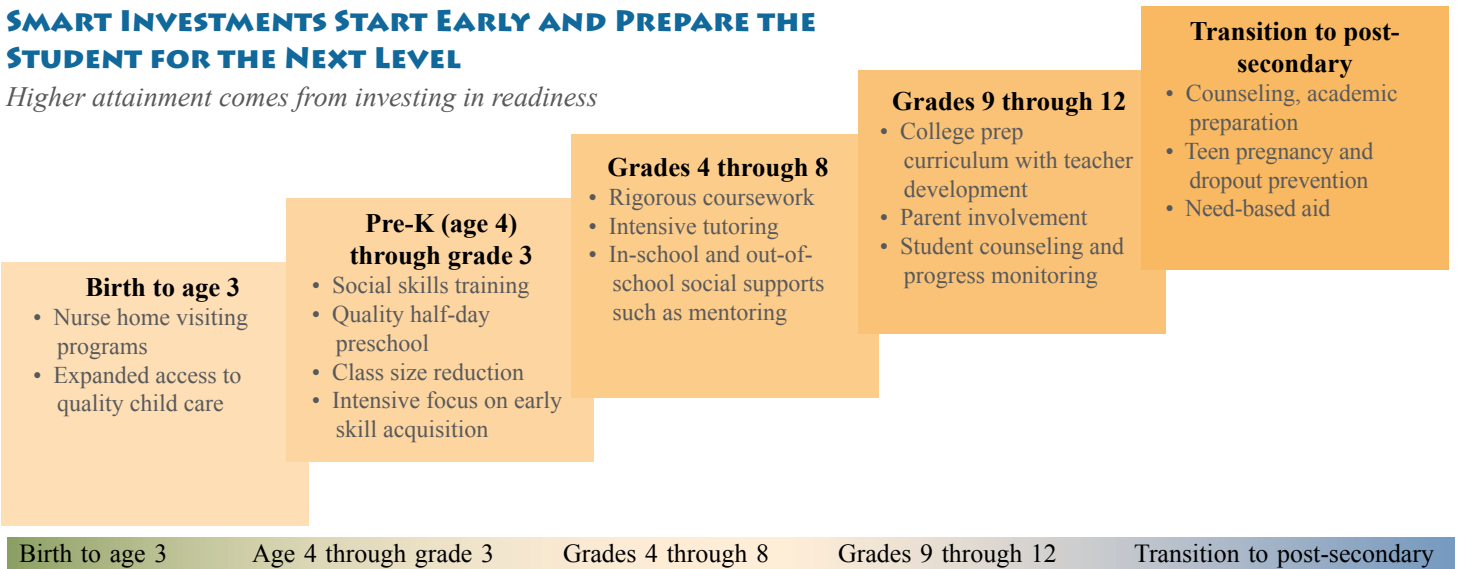 SMART INVESTMENTS START EARLY AND PREPARE THE
STUDENT FOR THE NEXT LEVEL
Higher attainment comes from investing in readiness
Birth to age 3
• Nurse home visiting
programs
• Expanded access to
quality child care
Pre-K (age 4)
through grade 3
• Social skills training
• Quality half-day
preschool
• Class size reduction
• Intensive focus on early
skill acquisition
Grades 4 through 8
• Rigorous coursework
• Intensive tutoring
• In-school and out-of-
school social supports
such as mentoring
Grades 9 through 12
• College prep
curriculum with teacher
development
• Parent involvement
• Student counseling and
progress monitoring
Transition to post-
secondary
• Counseling, academic
preparation
• Teen pregnancy and
dropout prevention
• Need-based aid
Birth to age 3 Age 4 through grade 3 Grades 4 through 8 Grades 9 through 12 Transition to post-secondary